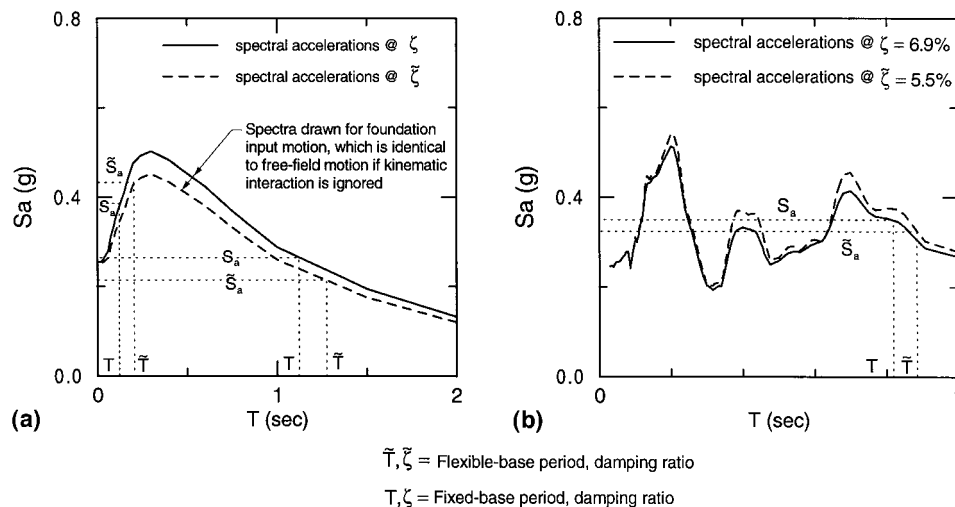 0.8
spectral accelerations @ ζ
spectral accelerations @ ζ̃
Spectra drawn for foundation
input motion, which is identical
to free-field motion if kinematic
interaction is ignored
S̃a
Sa
0.4
Sa
S̃a
Sa (g)
T
T̃
T
T̃
0.0
0
1
2
(a)
T (sec)
0.8
spectral accelerations @ ζ = 6.9%
spectral accelerations @ ζ̃ = 5.5%
0.4
Sa
S̃a
Sa (g)
T
T̃
0.0
0
(b)
T (sec)
T̃,ζ̃ = Flexible-base period, damping ratio
T,ζ = Fixed-base period, damping ratio